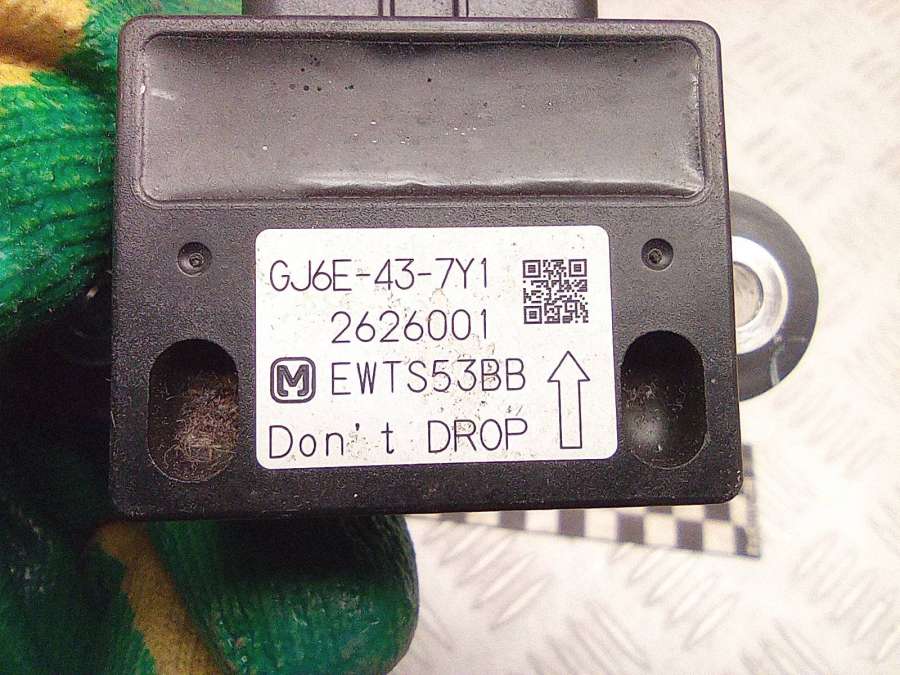 GJ6E-43-7Y1
2626001
M EWTS53BB
Don't DROP